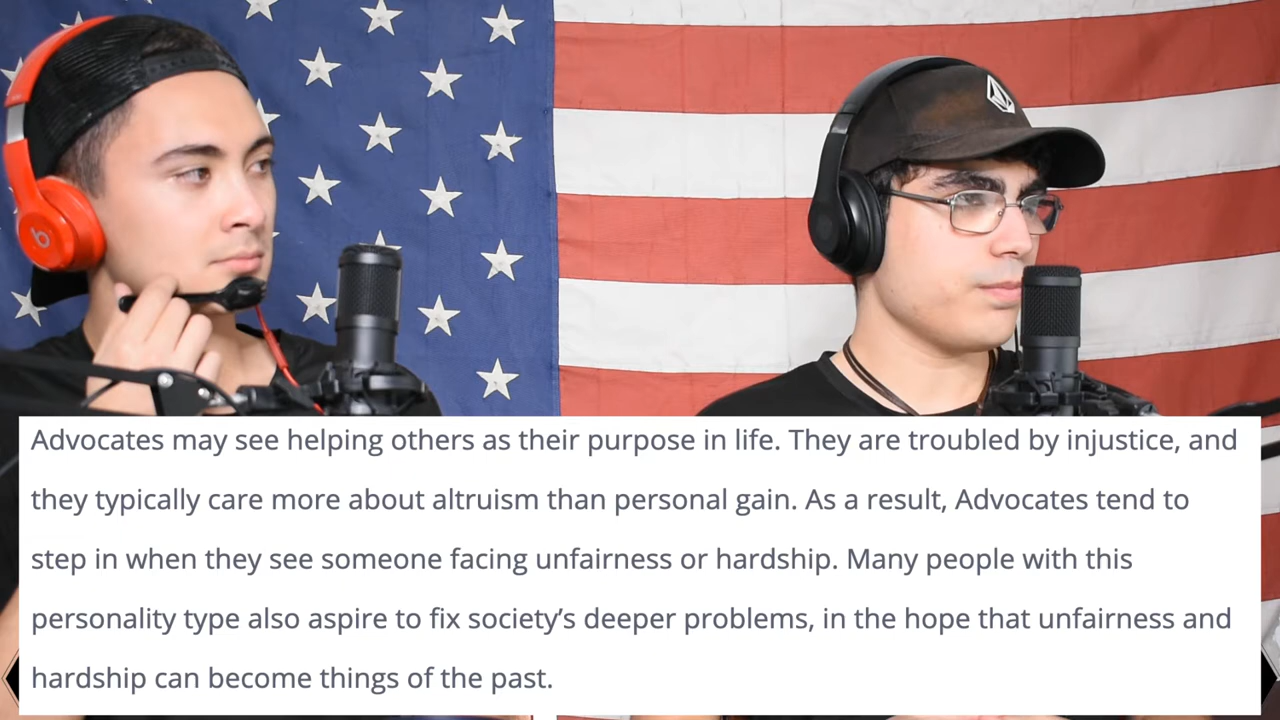 Advocates may see helping others as their purpose in life. They are troubled by injustice, and
they typically care more about altruism than personal gain. As a result, Advocates tend to
step in when they see someone facing unfairness or hardship. Many people with this
personality type also aspire to fix society’s deeper problems, in the hope that unfairness and
hardship can become things of the past.